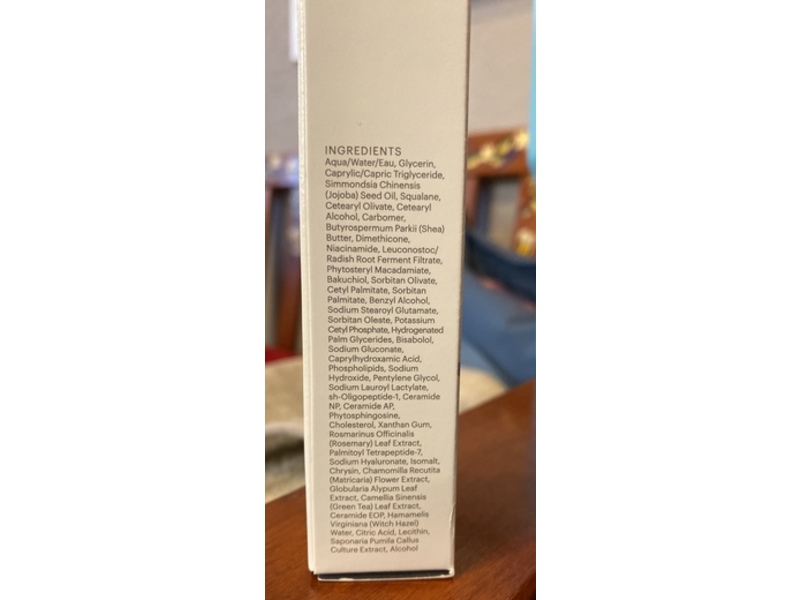 INGREDIENTS
Aqua/Water/Eau, Glycerin,
Caprylic/Capric Triglyceride,
Simmondsia Chinensis
(Jojoba) Seed Oil, Squalane,
Cetearyl Olivate, Cetearyl
Alcohol, Carbomer,
Butyrospermum Parkii (Shea)
Butter, Dimethicone,
Niacinamide, Leuconostoc/
Radish Root Ferment Filtrate,
Phytosteryl Macadamiate,
Bakuchiol, Sorbitan Olivate,
Cetyl Palmitate, Sorbitan
Palmitate, Benzyl Alcohol,
Sodium Stearoyl Glutamate,
Sorbitan Oleate, Potassium
Cetyl Phosphate, Hydrogenated
Palm Glycerides, Bisabolol,
Sodium Gluconate,
Caprylhydroxamic Acid,
Phospholipids, Sodium
Hydroxide, Pentylene Glycol,
Sodium Lauroyl Lactylate,
sh-Oligopeptide-1, Ceramide
NP, Ceramide AP,
Phytosphingosine,
Cholesterol, Xanthan Gum,
Rosmarinus Officinalis
(Rosemary) Leaf Extract,
Palmitoyl Tetrapeptide-7,
Sodium Hyaluronate, Isomalt,
Chrysin, Chamomilla Recutita
(Matricaria) Flower Extract,
Globularia Alypum Leaf
Extract, Camellia Sinensis
(Green Tea) Leaf Extract,
Ceramide EOP, Hamamelis
Virginiana (Witch Hazel)
Water, Citric Acid, Lecithin,
Saponaria Pumila Callus
Culture Extract, Alcohol